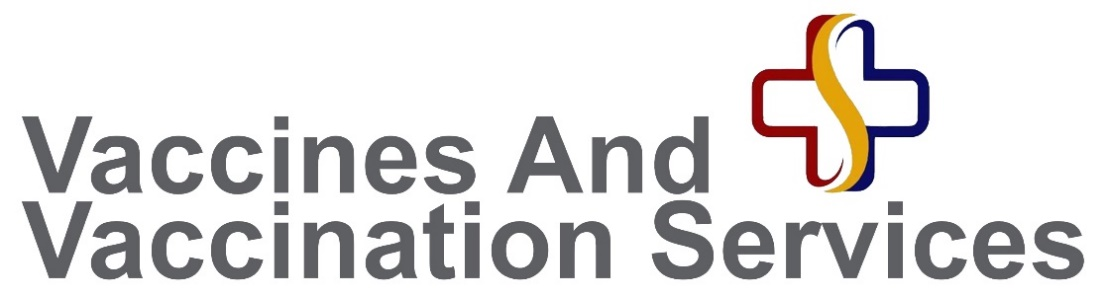 Vaccines And
Vaccination Services